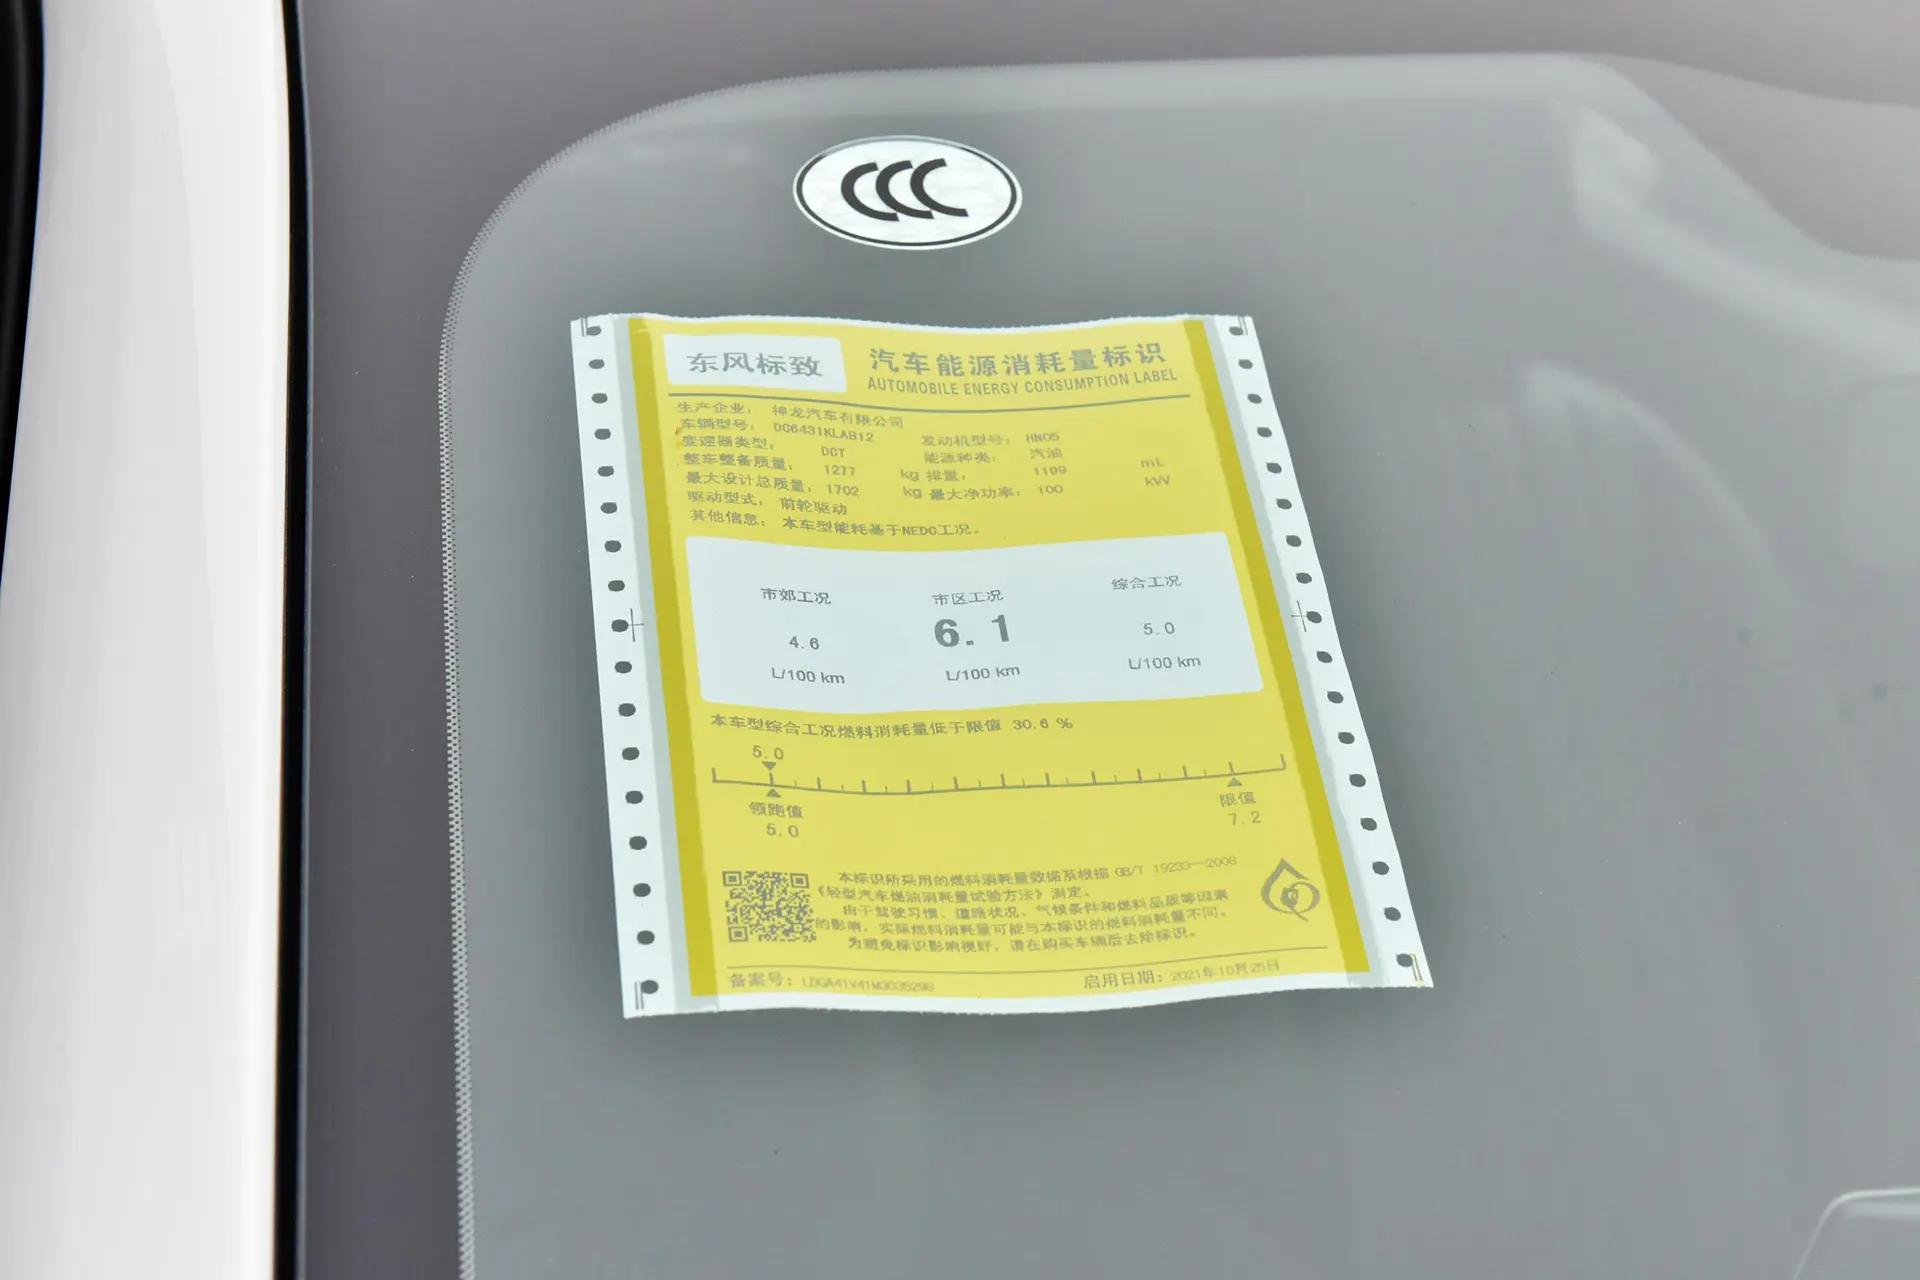 CCC
东风标致
汽车能源消耗量标识
AUTOMOBILE ENERGY CONSUMPTION LABEL
生产企业： 神龙汽车有限公司
车辆型号： DC6431KLAB12 发动机型号： HN05
变速器类型： DCT 能源种类： 汽油
整车整备质量： 1277 kg 排量： 1199 mL
最大设计总质量： 1702 kg 最大净功率： 100 kW
驱动型式： 前轮驱动
其他信息： 本车型能耗基于NEDC工况。
市郊工况 市区工况 综合工况
4.6 6.1 5.0
L/100 km L/100 km L/100 km
本车型综合工况燃料消耗量低于限值 30.6 %
5.0
领跑值 限值
5.0 7.2
本标识所采用的燃料消耗量数据系根据 GB/T 19233—2008
《轻型汽车燃油消耗量试验方法》测定。
由于驾驶习惯、道路状况、气候条件和燃料品质等因素
的影响，实际燃料消耗量可能与本标识的燃料消耗量不同。
为避免标识影响视野，请在购买车辆后去除标识。
备案号： 启用日期： 2021年10月25日